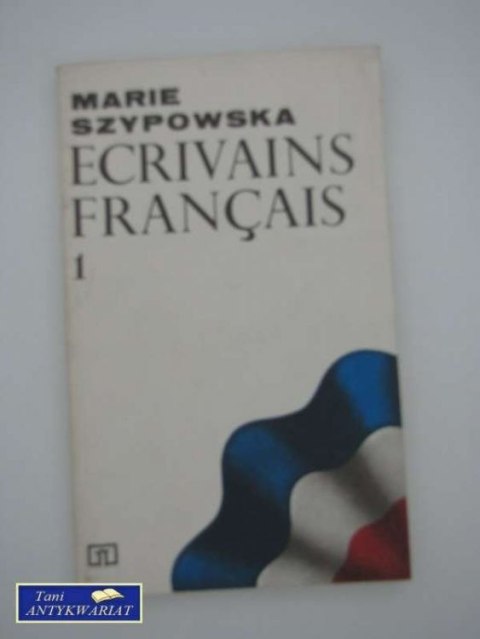 MARIE
SZYPOWSKA
ECRIVAINS
FRANÇAIS
1
Tani
ANTYKWARIAT